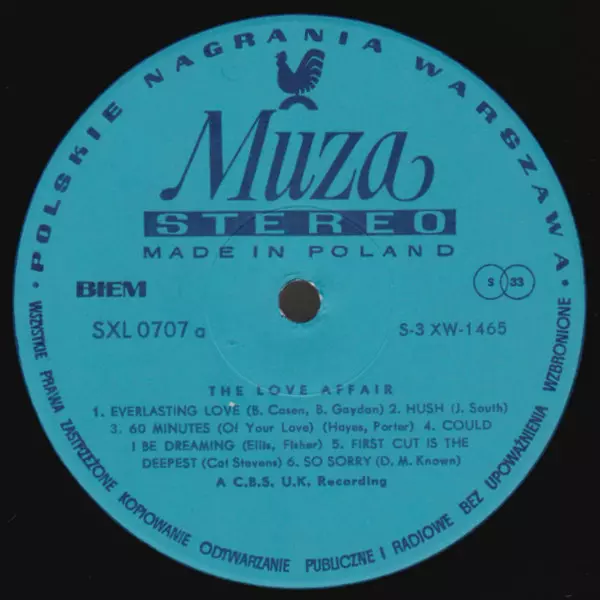 • POLSKIE NAGRANIA WARSZAWA •
Muza
STEREO
MADE IN POLAND
BIEM
S 33
SXL 0707 a
S-3 XW-1465
THE LOVE AFFAIR
1. EVERLASTING LOVE (B. Casen, B. Gaydan) 2. HUSH (J. South)
3. 60 MINUTES (Of Your Love) (Hayes, Porter) 4. COULD
I BE DREAMING (Ellis, Fisher) 5. FIRST CUT IS THE
DEEPEST (Cat Stevens) 6. SO SORRY (D. M. Known)
A C.B.S. U.K. Recording
WSZYSTKIE PRAWA ZASTRZEŻONE KOPIOWANIE ODTWARZANIE PUBLICZNE I RADIOWE BEZ UPOWAŻNIENIA WZBRONIONE